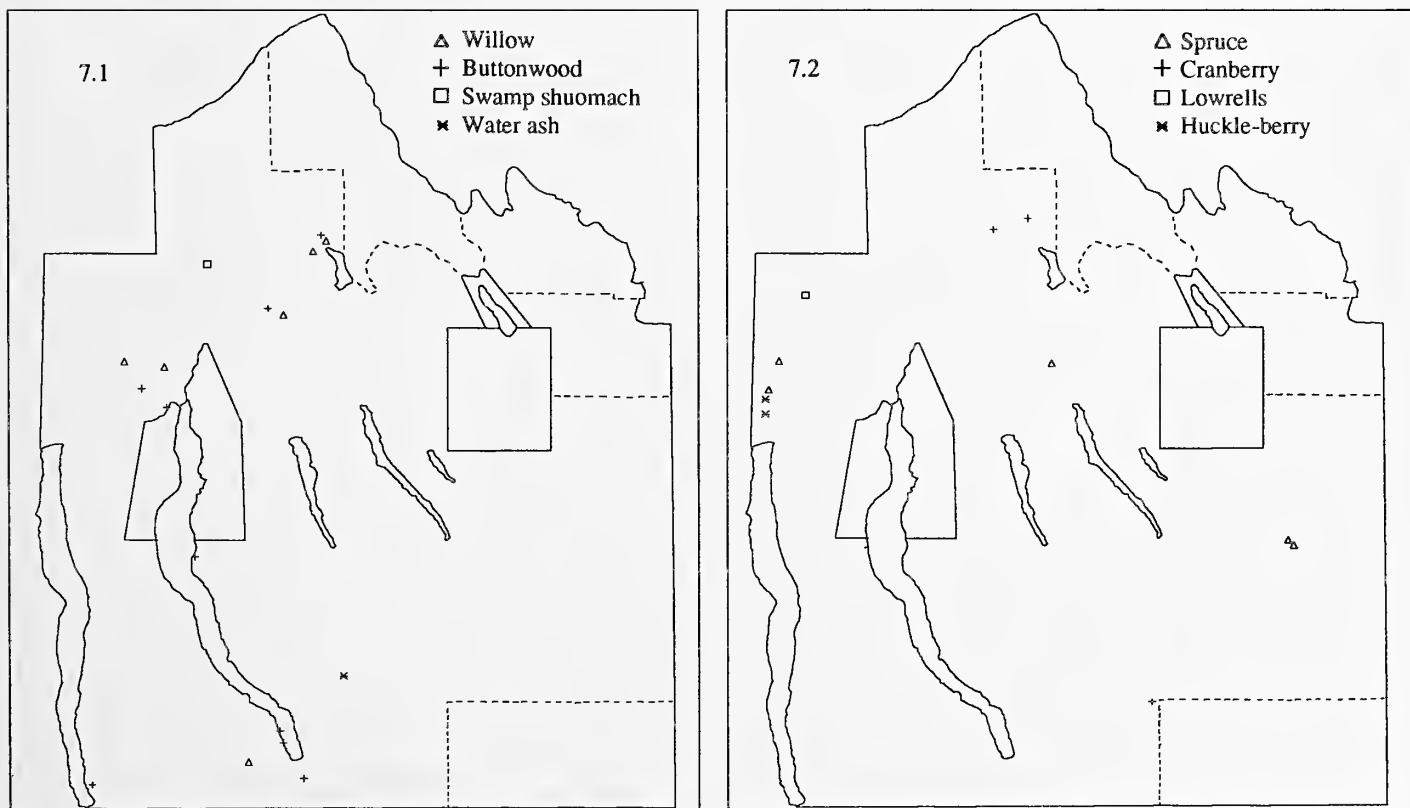 7.1
Willow
Buttonwood
Swamp shuomach
Water ash
7.2
Spruce
Cranberry
Lowrells
Huckle-berry